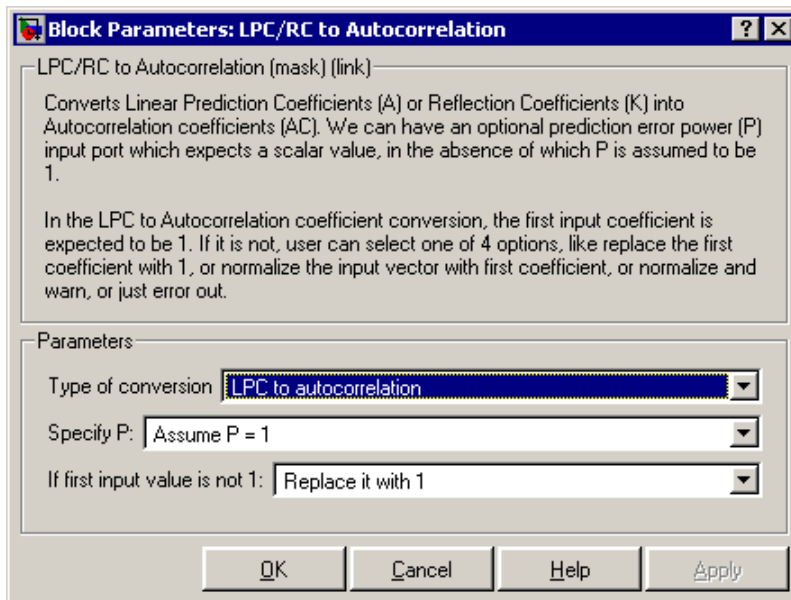 Block Parameters: LPC/RC to Autocorrelation
LPC/RC to Autocorrelation (mask) (link)
Converts Linear Prediction Coefficients (A) or Reflection Coefficients (K) into
Autocorrelation coefficients (AC). We can have an optional prediction error power (P)
input port which expects a scalar value, in the absence of which P is assumed to be
1.
In the LPC to Autocorrelation coefficient conversion, the first input coefficient is
expected to be 1. If it is not, user can select one of 4 options, like replace the first
coefficient with 1, or normalize the input vector with first coefficient, or normalize and
warn, or just error out.
Parameters
Type of conversion LPC to autocorrelation
Specify P: Assume P = 1
If first input value is not 1: Replace it with 1
OK Cancel Help Apply